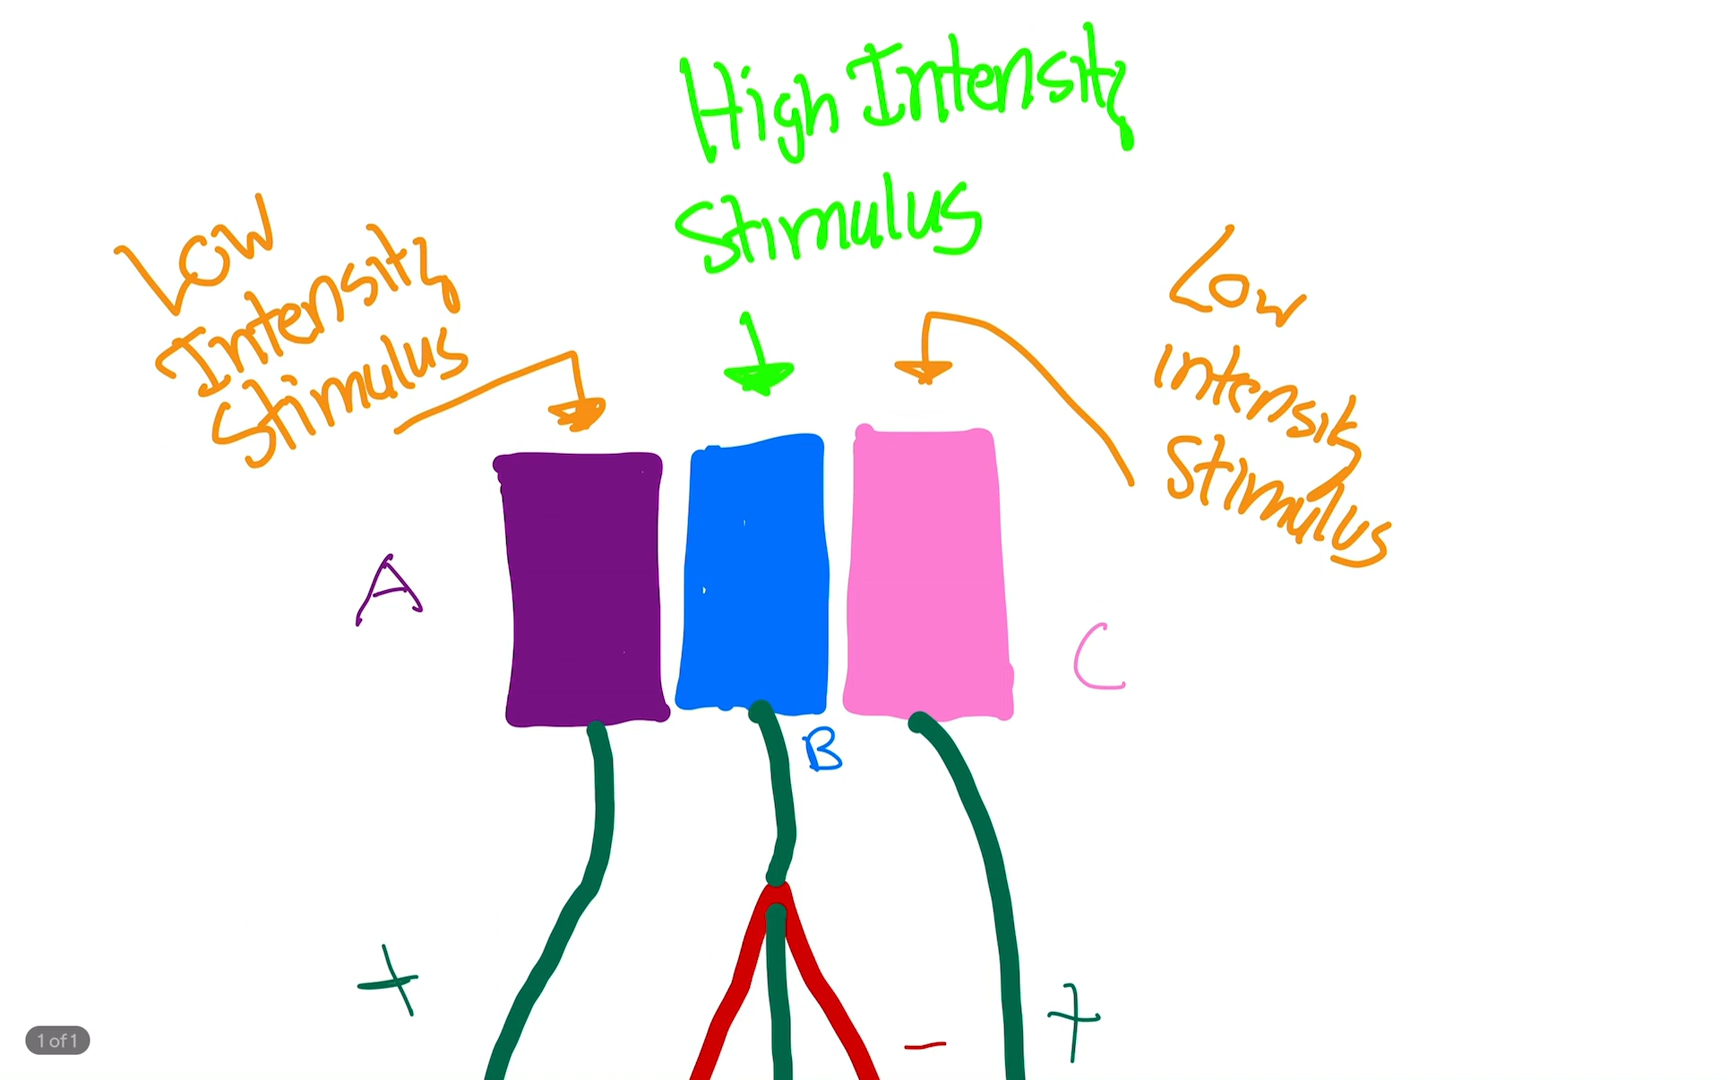 High Intensity
Stimulus
Low
Intensity
Stimulus
Low
intensity
Stimulus
A
B
C
+
-
+
1 of 1